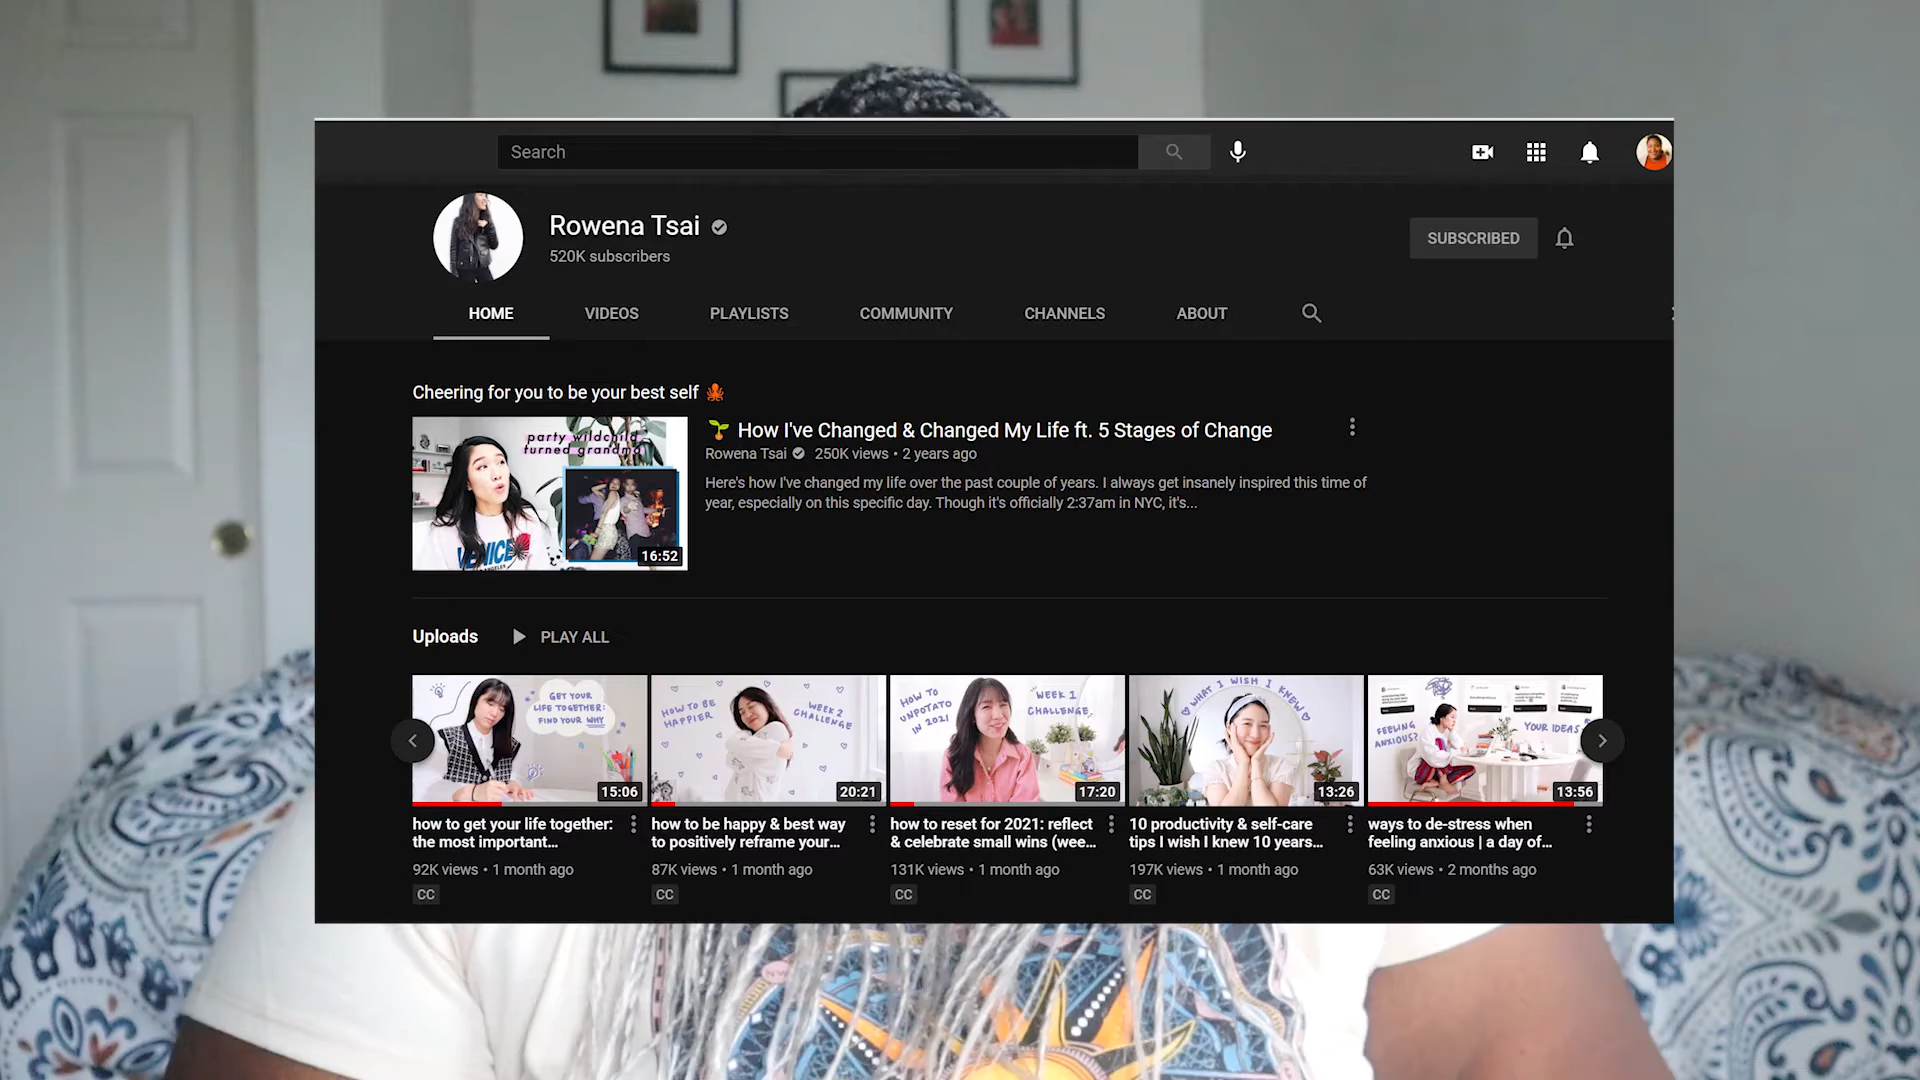 Search
Rowena Tsai
520K subscribers
SUBSCRIBED
HOME VIDEOS PLAYLISTS COMMUNITY CHANNELS ABOUT
Cheering for you to be your best self
party wildchild
turned grandma
VENICE
16:52
How I've Changed & Changed My Life ft. 5 Stages of Change
Rowena Tsai 250K views • 2 years ago
Here's how I've changed my life over the past couple of years. I always get insanely inspired this time of
year, especially on this specific day. Though it's officially 2:37am in NYC, it's...
Uploads PLAY ALL
GET YOUR
LIFE TOGETHER:
FIND YOUR WHY
15:06
how to get your life together:
the most important...
92K views • 1 month ago
CC
HOW TO BE
HAPPIER
WEEK 2
CHALLENGE
20:21
how to be happy & best way
to positively reframe your...
87K views • 1 month ago
CC
HOW TO
UNPOTATO
IN 2021
WEEK 1
CHALLENGE
17:20
how to reset for 2021: reflect
& celebrate small wins (wee...
131K views • 1 month ago
CC
WHAT I WISH I KNEW
13:26
10 productivity & self-care
tips I wish I knew 10 years...
197K views • 1 month ago
CC
FEELING
ANXIOUS?
YOUR IDEAS
13:56
ways to de-stress when
feeling anxious | a day of...
63K views • 2 months ago
CC